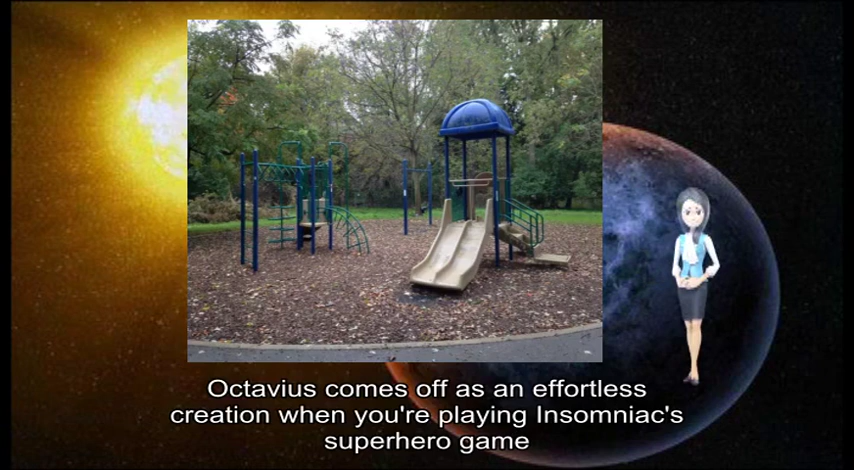 Octavius comes off as an effortless
creation when you're playing Insomniac's
superhero game